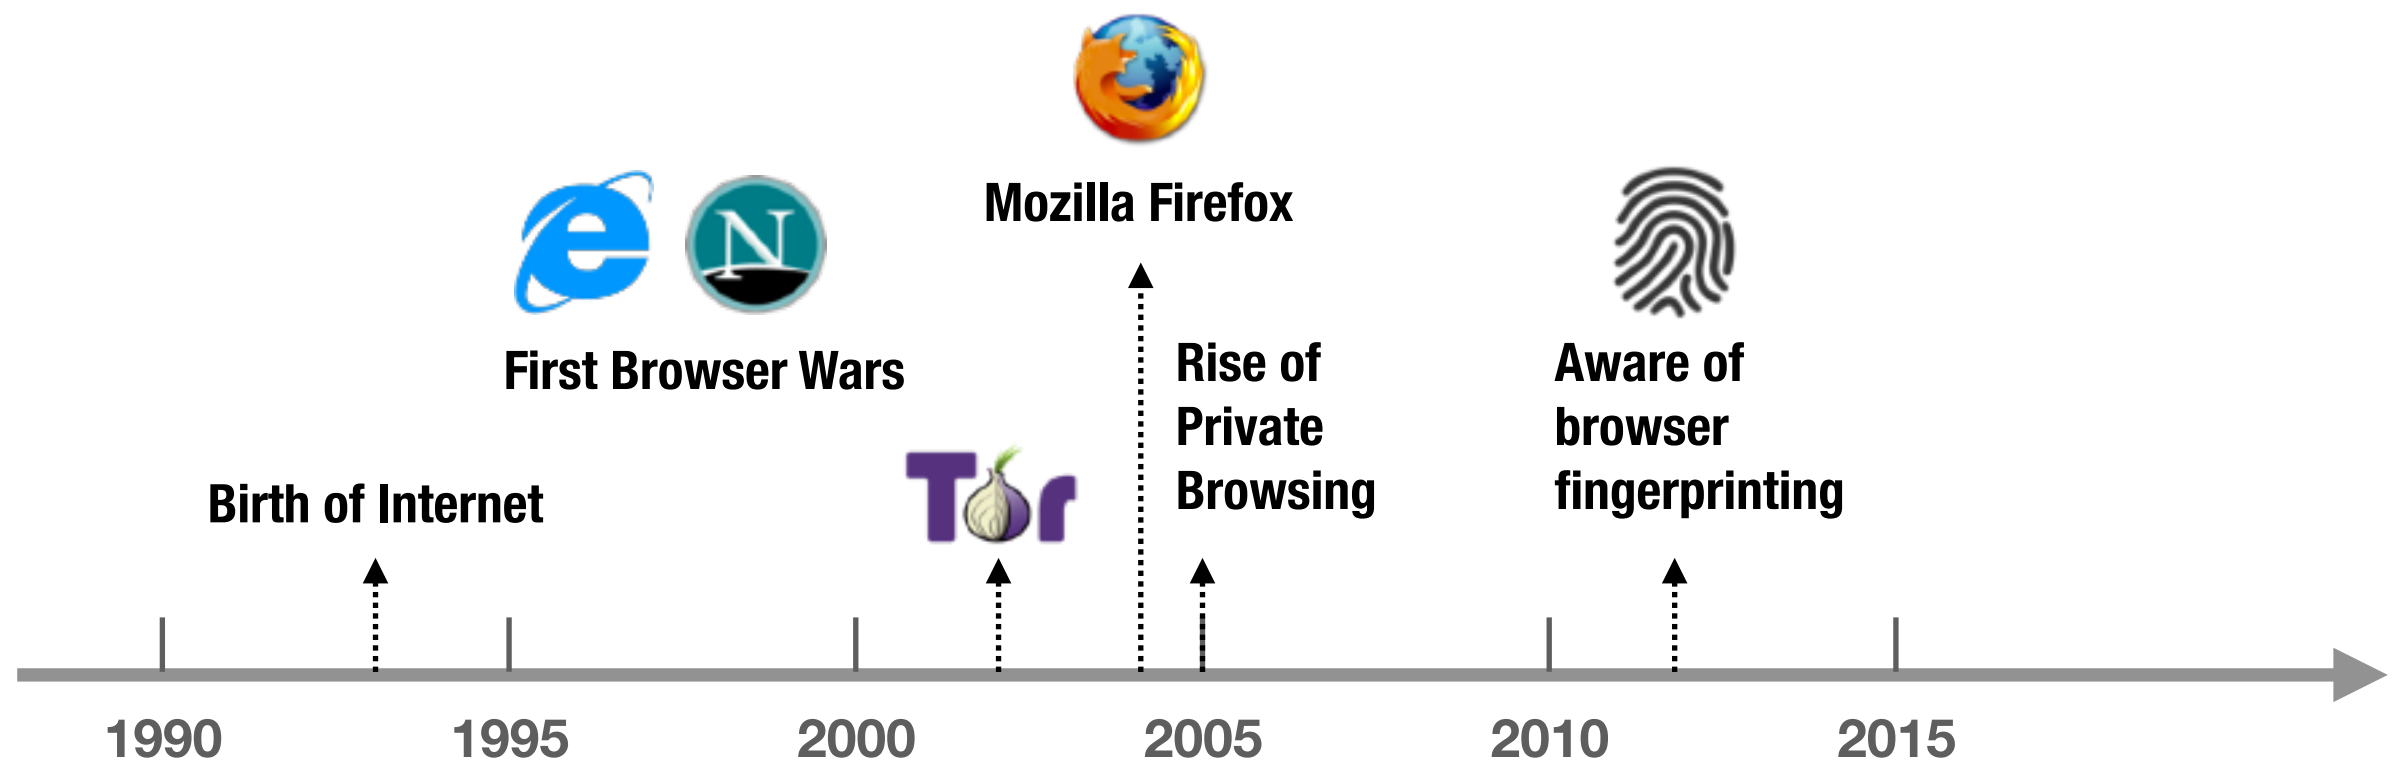 Mozilla Firefox
N
First Browser Wars
Rise of
Private
Browsing
Aware of
browser
fingerprinting
Birth of Internet
Tor
1990 1995 2000 2005 2010 2015